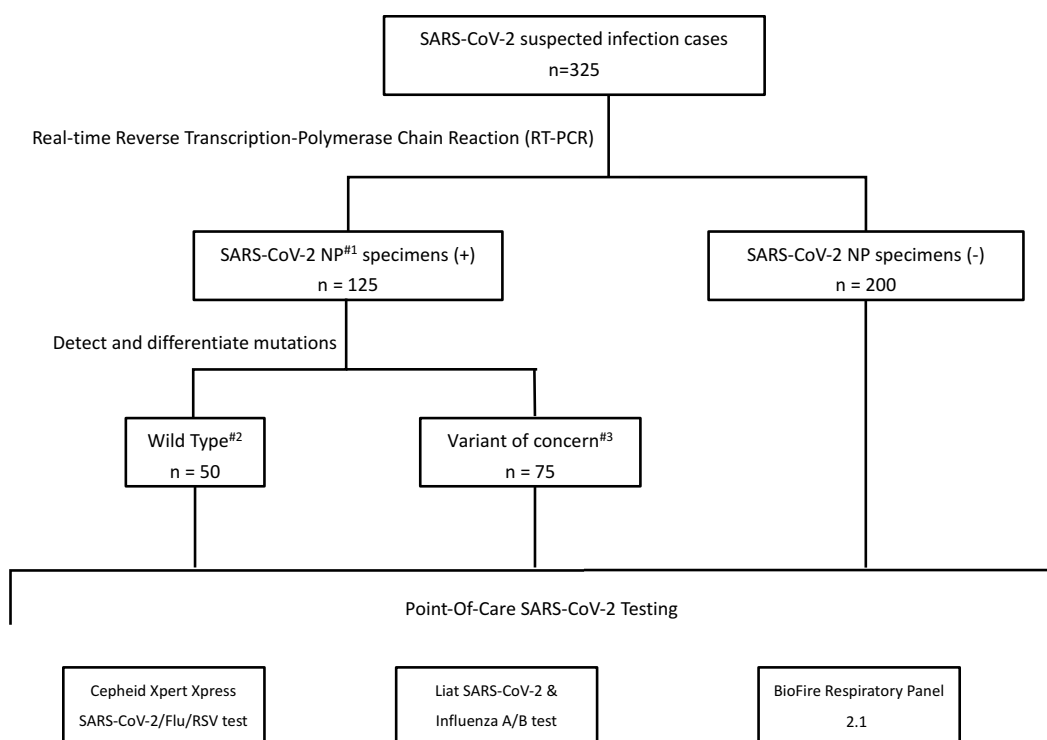 SARS-CoV-2 suspected infection cases
n=325
Real-time Reverse Transcription-Polymerase Chain Reaction (RT-PCR)
SARS-CoV-2 NP#1 specimens (+)
n = 125
SARS-CoV-2 NP specimens (-)
n = 200
Detect and differentiate mutations
Wild Type#2
n = 50
Variant of concern#3
n = 75
Point-Of-Care SARS-CoV-2 Testing
Cepheid Xpert Xpress
SARS-CoV-2/Flu/RSV test
Liat SARS-CoV-2 &
Influenza A/B test
BioFire Respiratory Panel
2.1